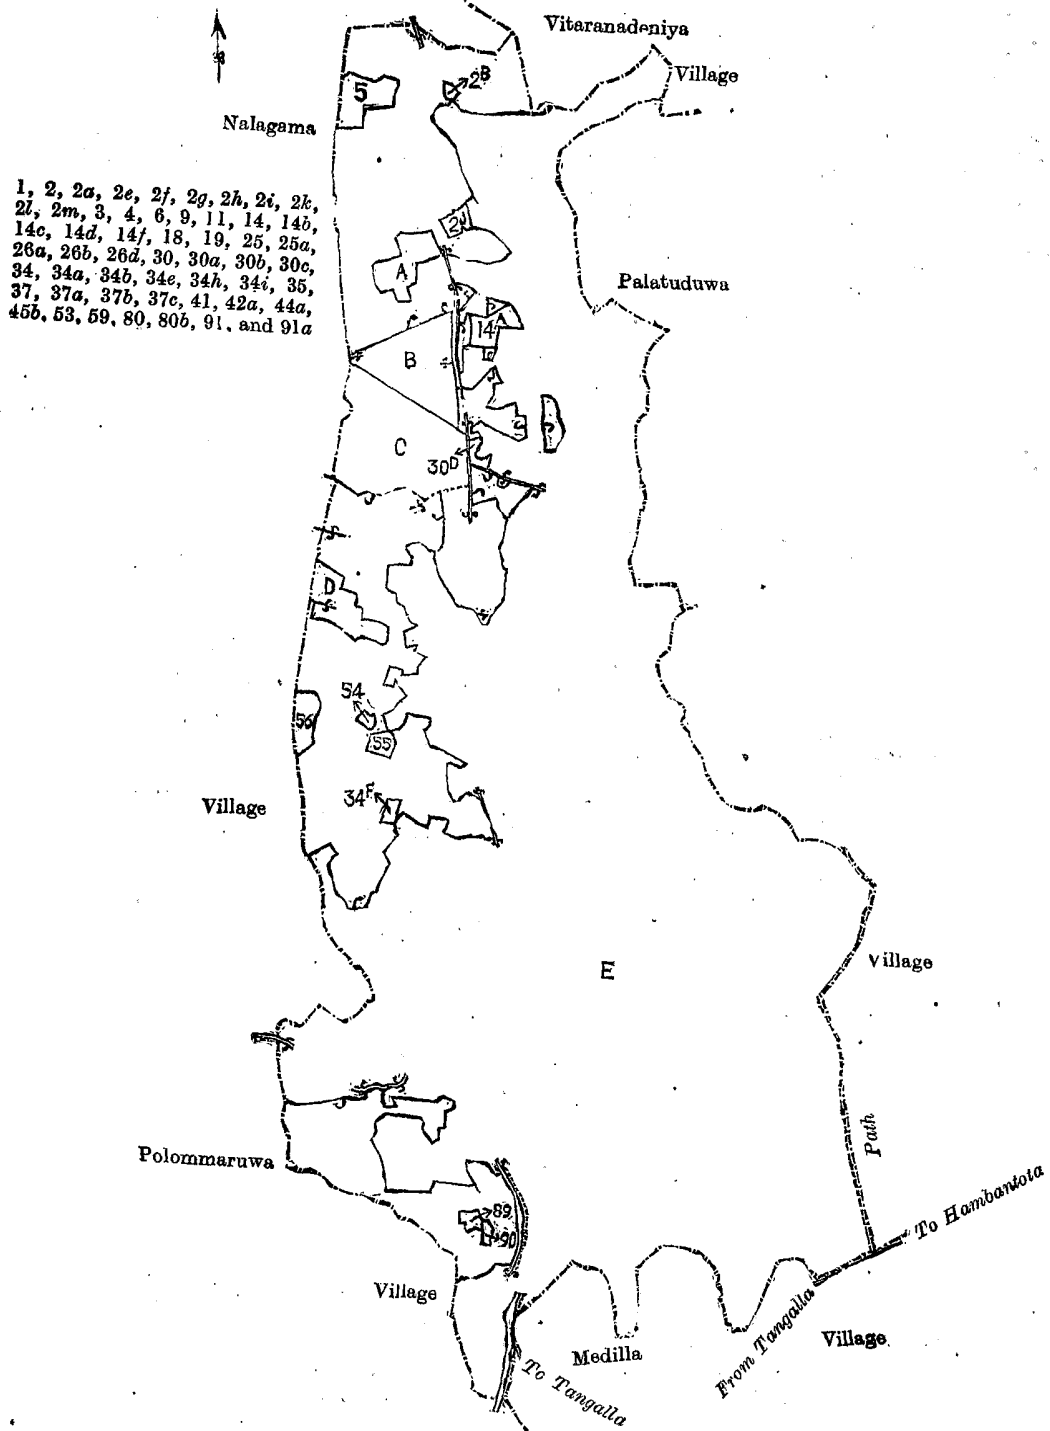 Vitaranadeniya
Village
2B
5
Nalagama
1, 2, 2a, 2e, 2f, 2g, 2h, 2i, 2k,
2l, 2m, 3, 4, 6, 9, 11, 14, 14b,
14c, 14d, 14f, 18, 19, 25, 25a,
26a, 26b, 26d, 30, 30a, 30b, 30c,
34, 34a, 34b, 34e, 34h, 34i, 35,
37, 37a, 37b, 37c, 41, 42a, 44a,
45b, 53, 59, 80, 80b, 91, and 91a
A
Palatuduwa
14A
B
C
30D
D
54
56
55
34F
Village
E
Village
Path
Polommaruwa
89
90
To Hambantota
Village
From Tangalla
Village
Medilla
To Tangalla